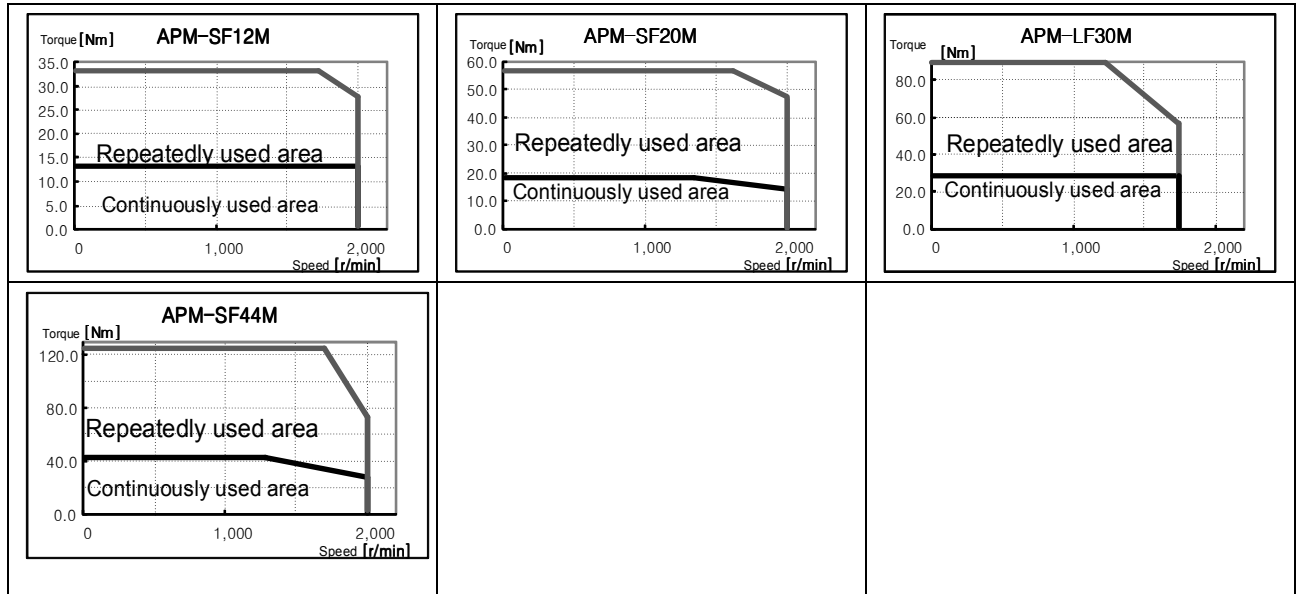 APM-SF12M
Torque [Nm]
35.0
30.0
25.0
20.0
15.0
10.0
5.0
0.0
Repeatedly used area
Continuously used area
0 1,000 2,000
Speed [r/min]
APM-SF20M
Torque [Nm]
60.0
50.0
40.0
30.0
20.0
10.0
0.0
Repeatedly used area
Continuously used area
0 1,000 2,000
Speed [r/min]
APM-LF30M
Torque [Nm]
80.0
60.0
40.0
20.0
0.0
Repeatedly used area
Continuously used area
0 1,000 2,000
Speed [r/min]
APM-SF44M
Torque [Nm]
120.0
80.0
40.0
0.0
Repeatedly used area
Continuously used area
0 1,000 2,000
Speed [r/min]